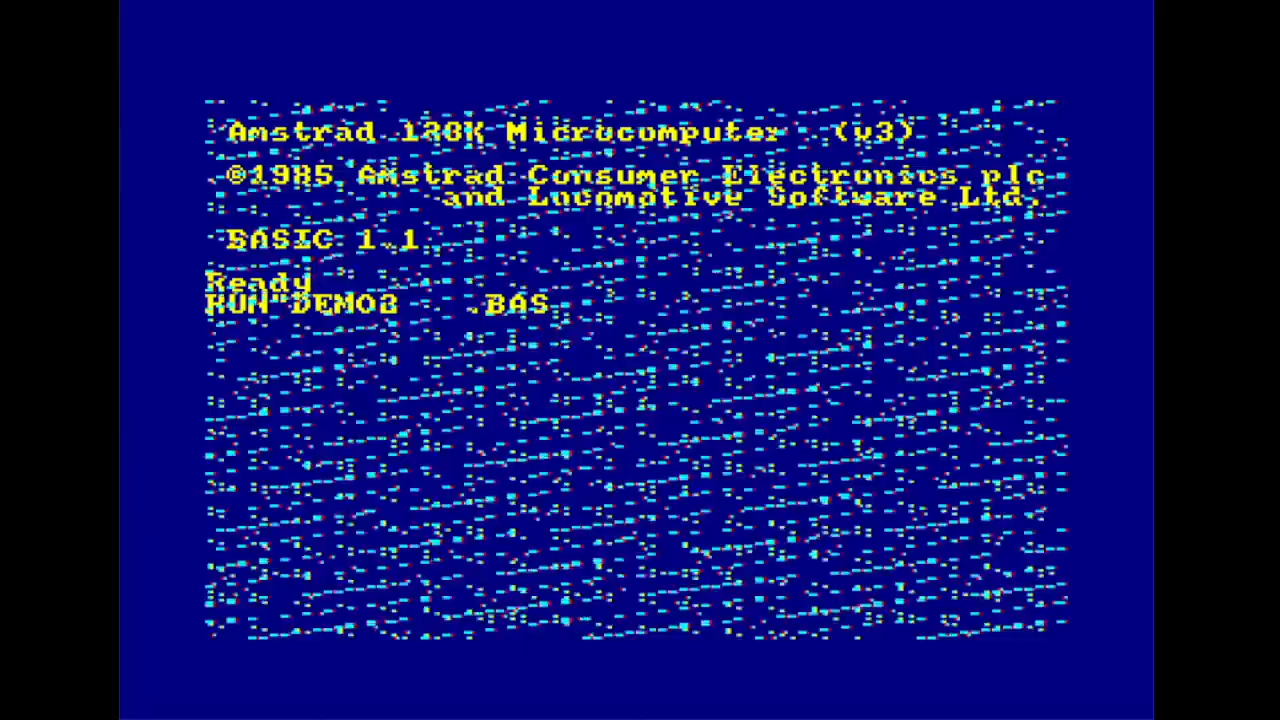 Amstrad 128K Microcomputer (v3)
©1985 Amstrad Consumer Electronics plc
and Locomotive Software Ltd.
BASIC 1.1
Ready
RUN"DEMO3 .BAS